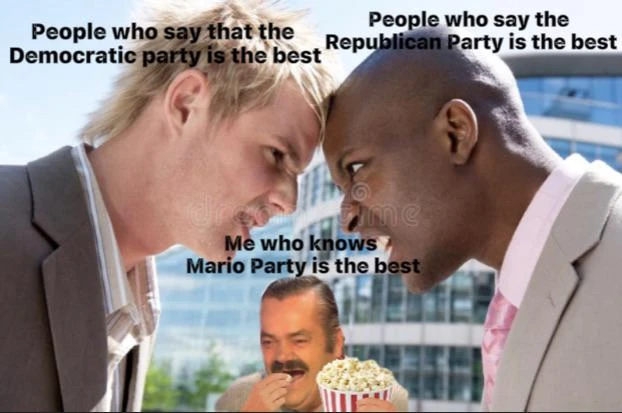 People who say that the
Democratic party is the best
People who say the
Republican Party is the best
Me who knows
Mario Party is the best